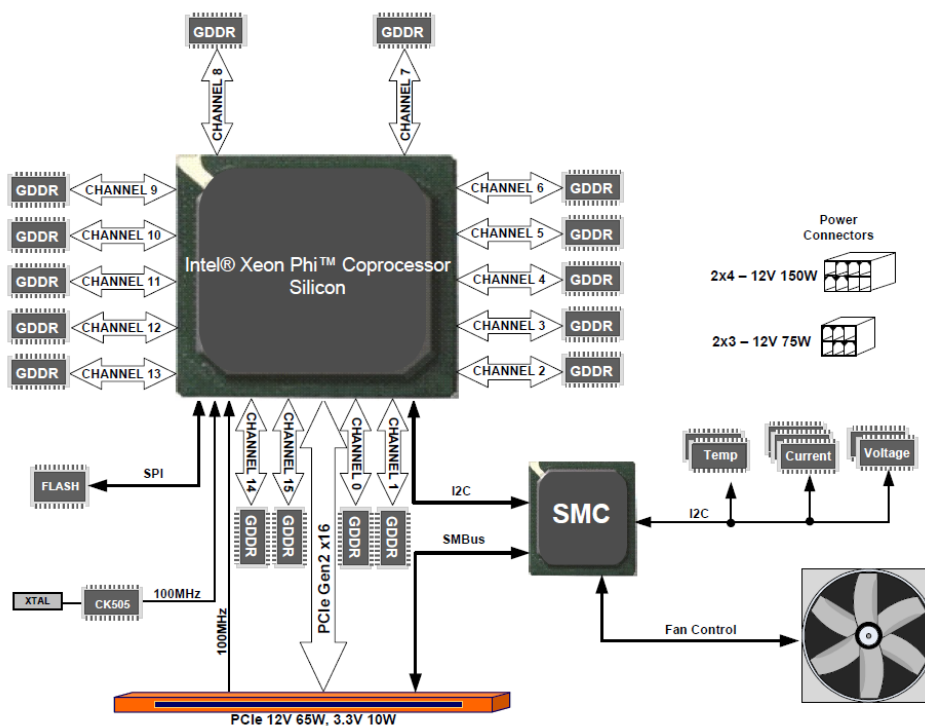 GDDR
GDDR
CHANNEL 8
CHANNEL 7
GDDR
CHANNEL 9
CHANNEL 6
GDDR
GDDR
CHANNEL 10
CHANNEL 5
GDDR
GDDR
CHANNEL 11
CHANNEL 4
GDDR
GDDR
CHANNEL 12
CHANNEL 3
GDDR
GDDR
CHANNEL 13
CHANNEL 2
GDDR
Intel® Xeon Phi™ Coprocessor
Silicon
Power
Connectors
2x4 – 12V 150W
2x3 – 12V 75W
CHANNEL 14
CHANNEL 15
PCIe Gen2 x16
CHANNEL 0
CHANNEL 1
GDDR
GDDR
GDDR
GDDR
FLASH
SPI
I2C
SMBus
SMC
I2C
Temp
Current
Voltage
XTAL
CK505
100MHz
100MHz
Fan Control
PCIe 12V 65W, 3.3V 10W